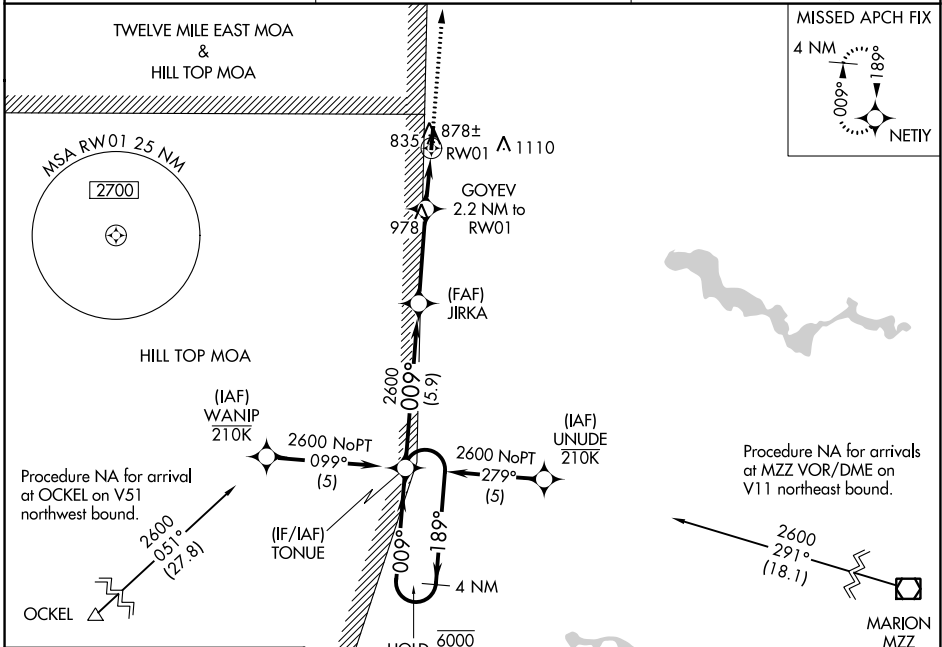 TWELVE MILE EAST MOA
&
HILL TOP MOA
MISSED APCH FIX
4 NM
009°
189°
NETIY
MSA RW01 25 NM
2700
835
878±
RW01
1110
GOYEV
2.2 NM to
RW01
978
(FAF)
JIRKA
HILL TOP MOA
2600
009°
(5.9)
(IAF)
WANIP
210K
2600 NoPT
099°
(5)
(IAF)
UNUDE
210K
2600 NoPT
279°
(5)
Procedure NA for arrival
at OCKEL on V51
northwest bound.
Procedure NA for arrivals
at MZZ VOR/DME on
V11 northeast bound.
(IF/IAF)
TONUE
009°
189°
4 NM
2600
051°
(27.8)
OCKEL
2600
291°
(18.1)
MARION
MZZ
HOLD 6000